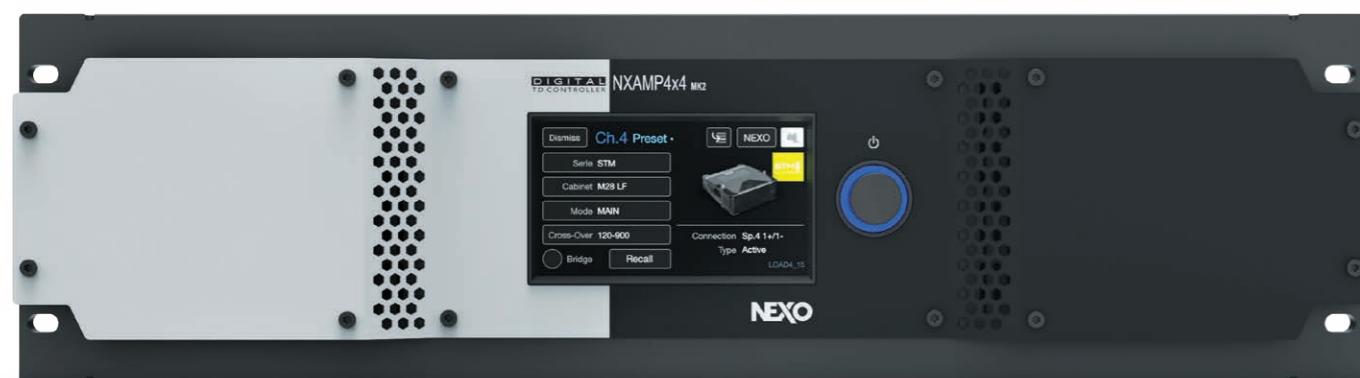 DIGITAL
TD CONTROLLER
NXAMP4x4 MK2
Dismiss Ch.4 Preset
NEXO
Serie STM
STM
Cabinet M28 LF
Mode MAIN
Cross-Over 120-900
Connection Sp.4 1+/1-
Type Active
Bridge Recall
LOAD4_15
NEXO